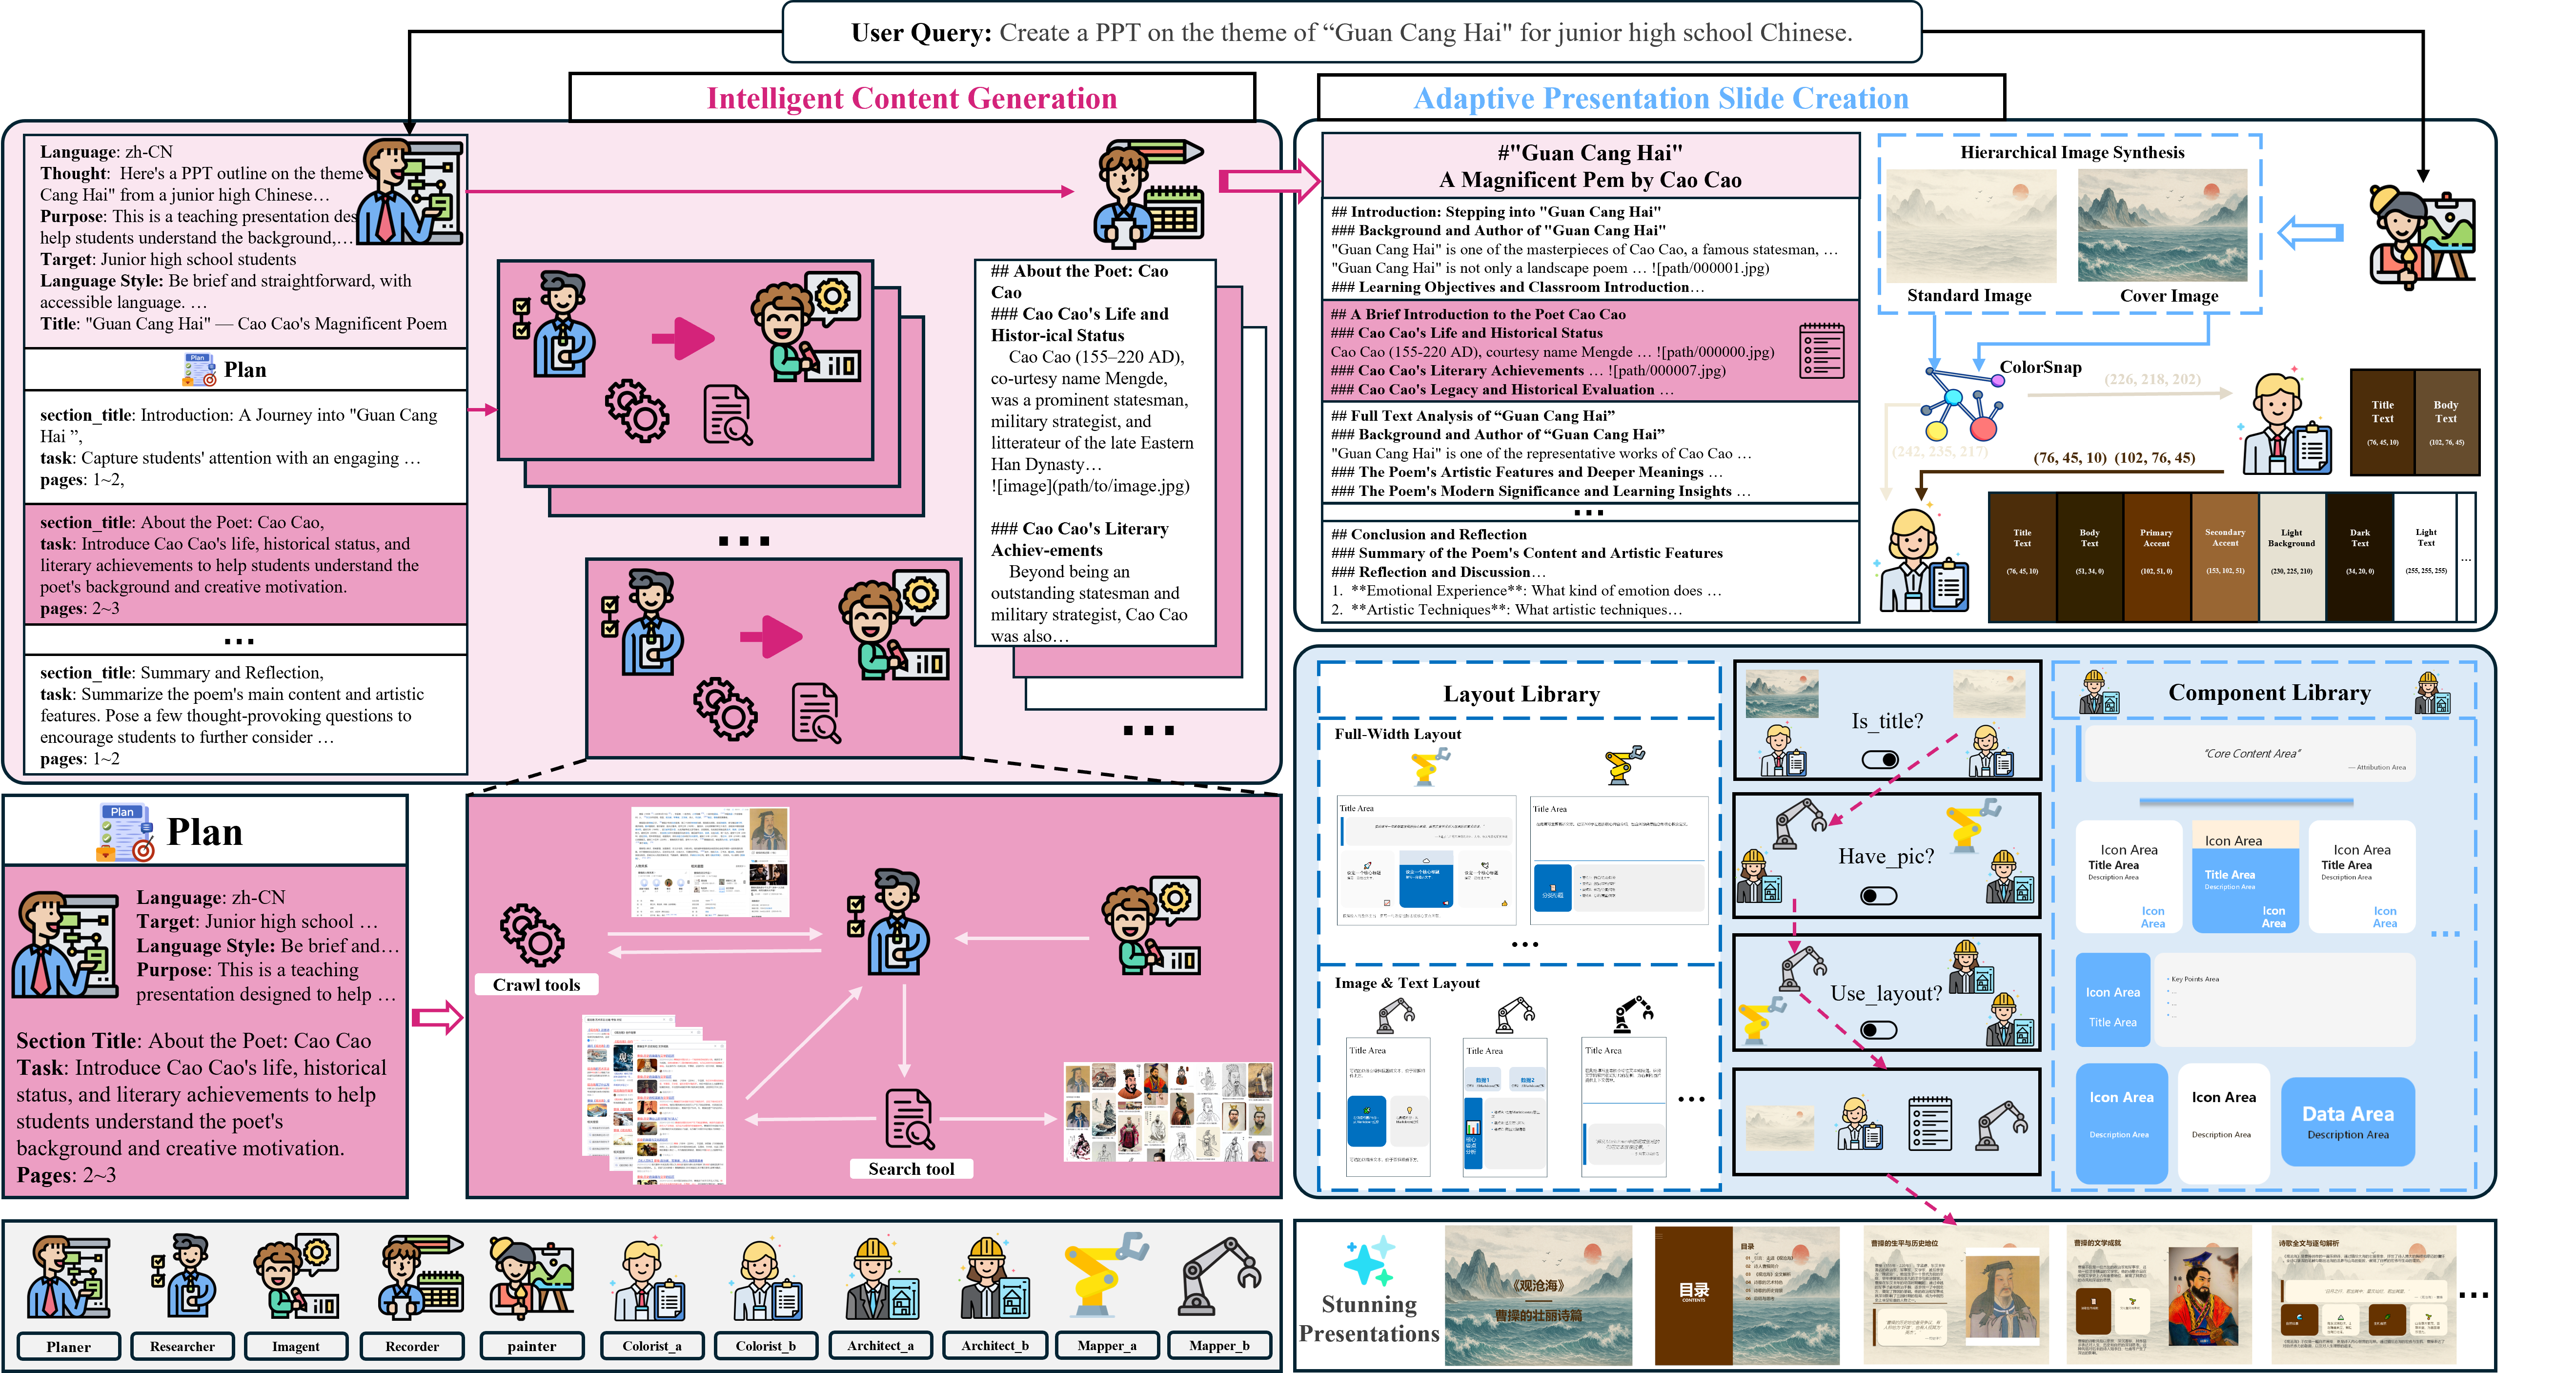 User Query: Create a PPT on the theme of “Guan Cang Hai" for junior high school Chinese.
Intelligent Content Generation
Language: zh-CN
Thought:  Here's a PPT outline on the theme
Cang Hai" from a junior high Chinese…
Purpose: This is a teaching presentation des
help students understand the background,…
Target: Junior high school students
Language Style: Be brief and straightforward, with
accessible language. …
Title: "Guan Cang Hai" — Cao Cao's Magnificent Poem
Plan
Plan
section_title: Introduction: A Journey into "Guan Cang
Hai ”,
task: Capture students' attention with an engaging …
pages: 1~2,
section_title: About the Poet: Cao Cao,
task: Introduce Cao Cao's life, historical status, and
literary achievements to help students understand the
poet's background and creative motivation.
pages: 2~3
...
section_title: Summary and Reflection,
task: Summarize the poem's main content and artistic
features. Pose a few thought-provoking questions to
encourage students to further consider …
pages: 1~2
...
## About the Poet: Cao
Cao
### Cao Cao's Life and
Histor-ical Status
Cao Cao (155–220 AD),
co-urtesy name Mengde,
was a prominent statesman,
military strategist, and
litterateur of the late Eastern
Han Dynasty…
![image](path/to/image.jpg)
### Cao Cao's Literary
Achiev-ements
Beyond being an
outstanding statesman and
military strategist, Cao Cao
was also…
...
Plan
Plan
Language: zh-CN
Target: Junior high school …
Language Style: Be brief and…
Purpose: This is a teaching
presentation designed to help …
Section Title: About the Poet: Cao Cao
Task: Introduce Cao Cao's life, historical
status, and literary achievements to help
students understand the poet's
background and creative motivation.
Pages: 2~3
Crawl tools
Search tool
Planer
Researcher
Imagent
Recorder
painter
Colorist_a
Colorist_b
Architect_a
Architect_b
Mapper_a
Mapper_b
Adaptive Presentation Slide Creation
#"Guan Cang Hai"
A Magnificent Pem by Cao Cao
## Introduction: Stepping into "Guan Cang Hai"
### Background and Author of "Guan Cang Hai"
"Guan Cang Hai" is one of the masterpieces of Cao Cao, a famous statesman, …
"Guan Cang Hai" is not only a landscape poem … ![path/000001.jpg)
### Learning Objectives and Classroom Introduction…
## A Brief Introduction to the Poet Cao Cao
### Cao Cao's Life and Historical Status
Cao Cao (155-220 AD), courtesy name Mengde … ![path/000000.jpg)
### Cao Cao's Literary Achievements … ![path/000007.jpg)
### Cao Cao's Legacy and Historical Evaluation …
## Full Text Analysis of “Guan Cang Hai”
### Background and Author of “Guan Cang Hai”
"Guan Cang Hai" is one of the representative works of Cao Cao …
### The Poem's Artistic Features and Deeper Meanings …
### The Poem's Modern Significance and Learning Insights …
...
## Conclusion and Reflection
### Summary of the Poem's Content and Artistic Features
### Reflection and Discussion…
1.  **Emotional Experience**: What kind of emotion does …
2.  **Artistic Techniques**: What artistic techniques…
Hierarchical Image Synthesis
Standard Image
Cover Image
ColorSnap
(226, 218, 202)
(242, 235, 217)
(76, 45, 10)  (102, 76, 45)
Title Text
(76, 45, 10)
Body Text
(102, 76, 45)
Title Text
(76, 45, 10)
Body Text
(51, 34, 0)
Primary Accent
(102, 51, 0)
Secondary Accent
(153, 102, 51)
Light Background
(230, 225, 210)
Dark Text
(34, 20, 0)
Light Text
(255, 255, 255)
...
Layout Library
Full-Width Layout
Title Area
Title Area
...
Image & Text Layout
Title Area
Title Area
Title Area
...
Is_title?
Have_pic?
Use_layout?
Component Library
“Core Content Area”
— Attribution Area
Icon Area
Title Area
Description Area
Icon Area
Icon Area
Title Area
Description Area
Icon Area
Icon Area
Title Area
Description Area
Icon Area
...
Icon Area
Title Area
• Key Points Area
• ...
• ...
• ...
Icon Area
Description Area
Icon Area
Description Area
Data Area
Description Area
Stunning
Presentations
《观沧海》
曹操的壮丽诗篇
目录
CONTENTS
目录
曹操的生平与历史地位
曹操的文学成就
诗歌全文与逐句解析
...